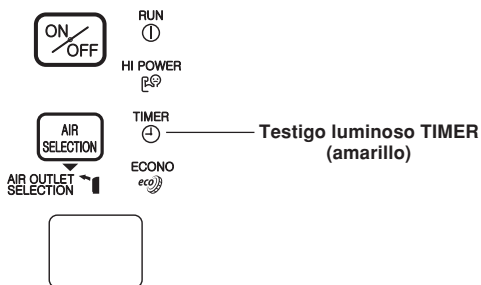 ON/OFF
RUN
HI POWER
AIR
SELECTION
TIMER
Testigo luminoso TIMER
(amarillo)
AIR OUTLET
SELECTION
ECONO
eco